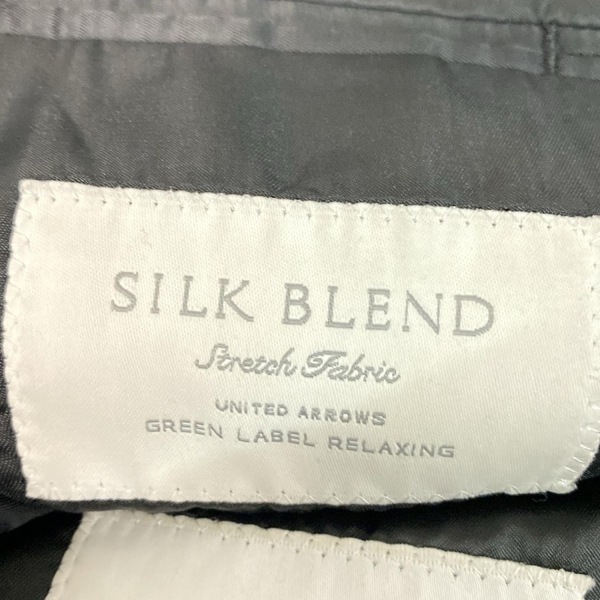 SILK BLEND
Stretch Fabric
UNITED ARROWS
GREEN LABEL RELAXING